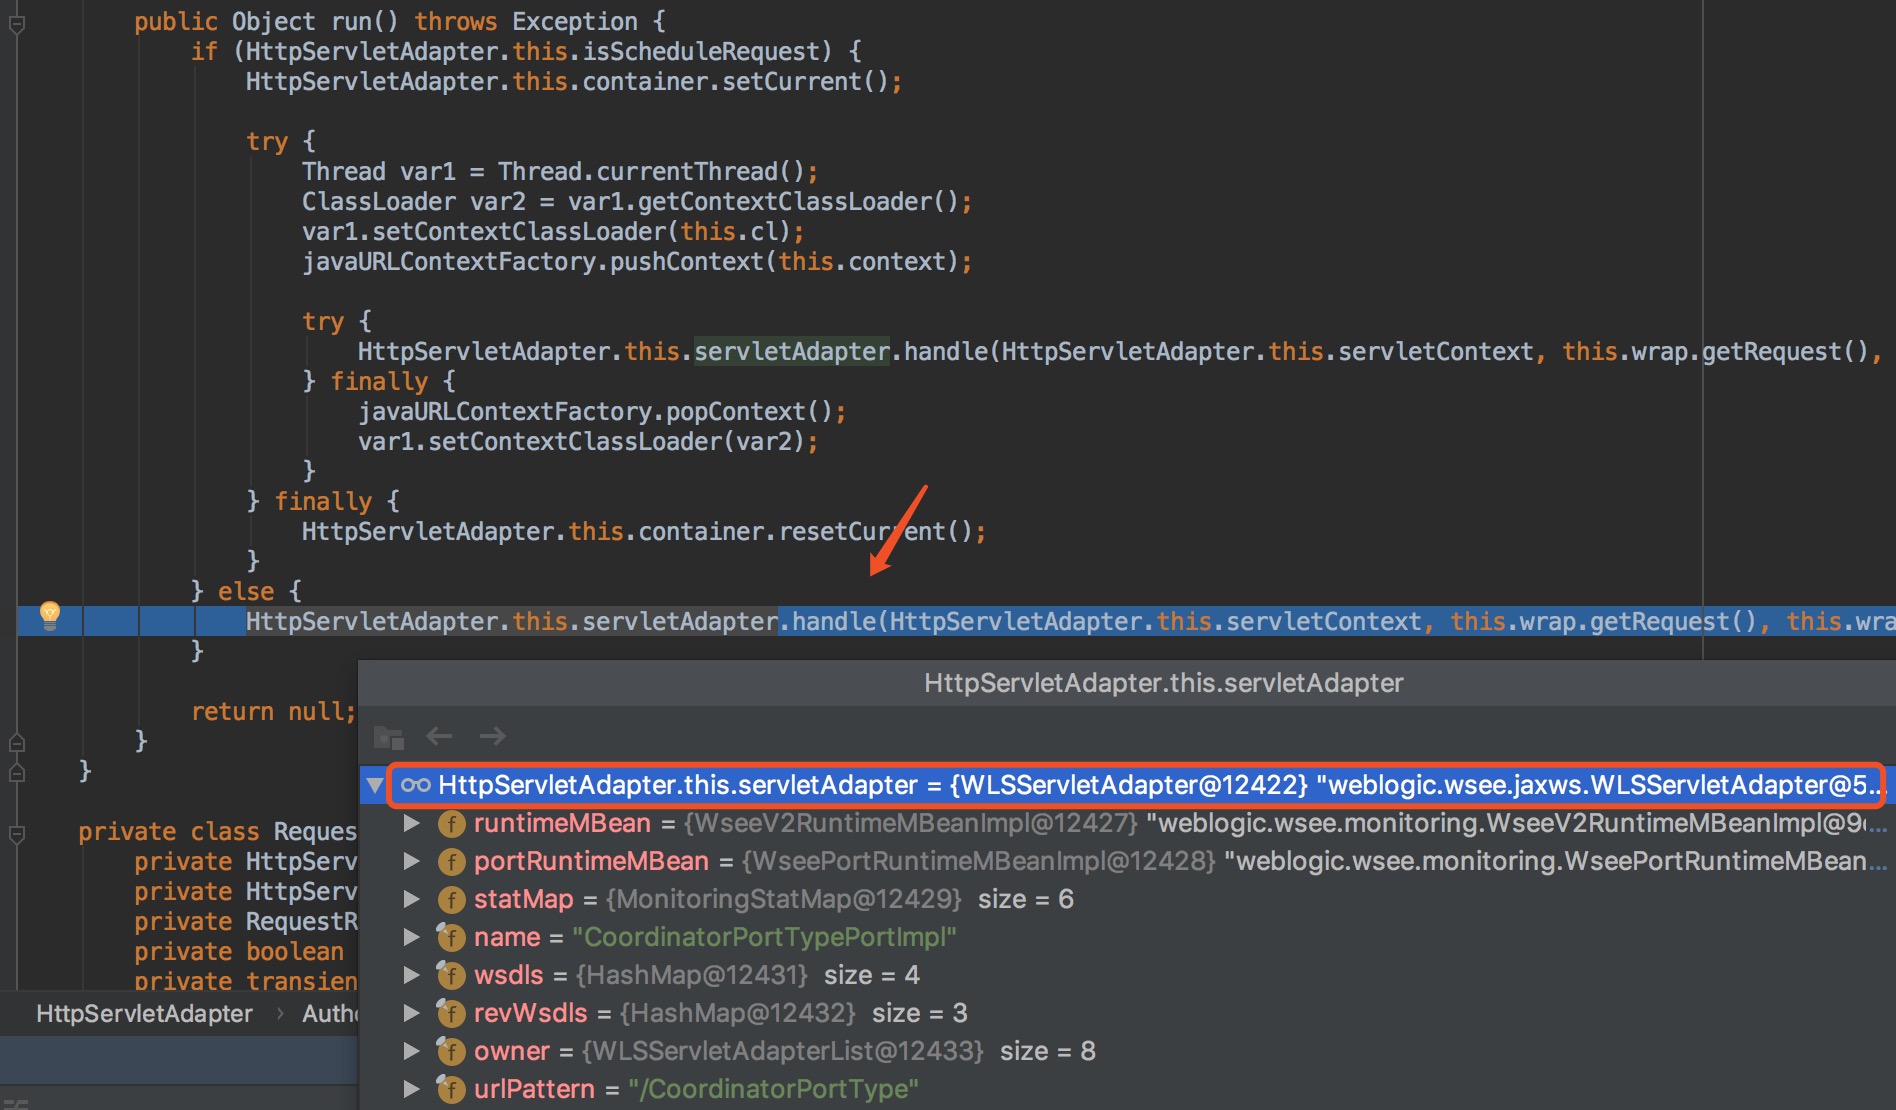 public Object run() throws Exception {
if (HttpServletAdapter.this.isScheduleRequest) {
HttpServletAdapter.this.container.setCurrent();
try {
Thread var1 = Thread.currentThread();
ClassLoader var2 = var1.getContextClassLoader();
var1.setContextClassLoader(this.cl);
javaURLContextFactory.pushContext(this.context);
try {
HttpServletAdapter.this.servletAdapter.handle(HttpServletAdapter.this.servletContext, this.wrap.getRequest(),
} finally {
javaURLContextFactory.popContext();
var1.setContextClassLoader(var2);
}
} finally {
HttpServletAdapter.this.container.resetCurrent();
}
} else {
HttpServletAdapter.this.servletAdapter.handle(HttpServletAdapter.this.servletContext, this.wrap.getRequest(), this.wra
}
return null;
}
}
private class Reques
private HttpServ
private HttpServ
private RequestR
private boolean
private transien
HttpServletAdapter › Autho
HttpServletAdapter.this.servletAdapter
HttpServletAdapter.this.servletAdapter = {WLSServletAdapter@12422} "weblogic.wsee.jaxws.WLSServletAdapter@5...
runtimeMBean = {WseeV2RuntimeMBeanImpl@12427} "weblogic.wsee.monitoring.WseeV2RuntimeMBeanImpl@9...
portRuntimeMBean = {WseePortRuntimeMBeanImpl@12428} "weblogic.wsee.monitoring.WseePortRuntimeMBean...
statMap = {MonitoringStatMap@12429} size = 6
name = "CoordinatorPortTypePortImpl"
wsdls = {HashMap@12431} size = 4
revWsdls = {HashMap@12432} size = 3
owner = {WLSServletAdapterList@12433} size = 8
urlPattern = "/CoordinatorPortType"